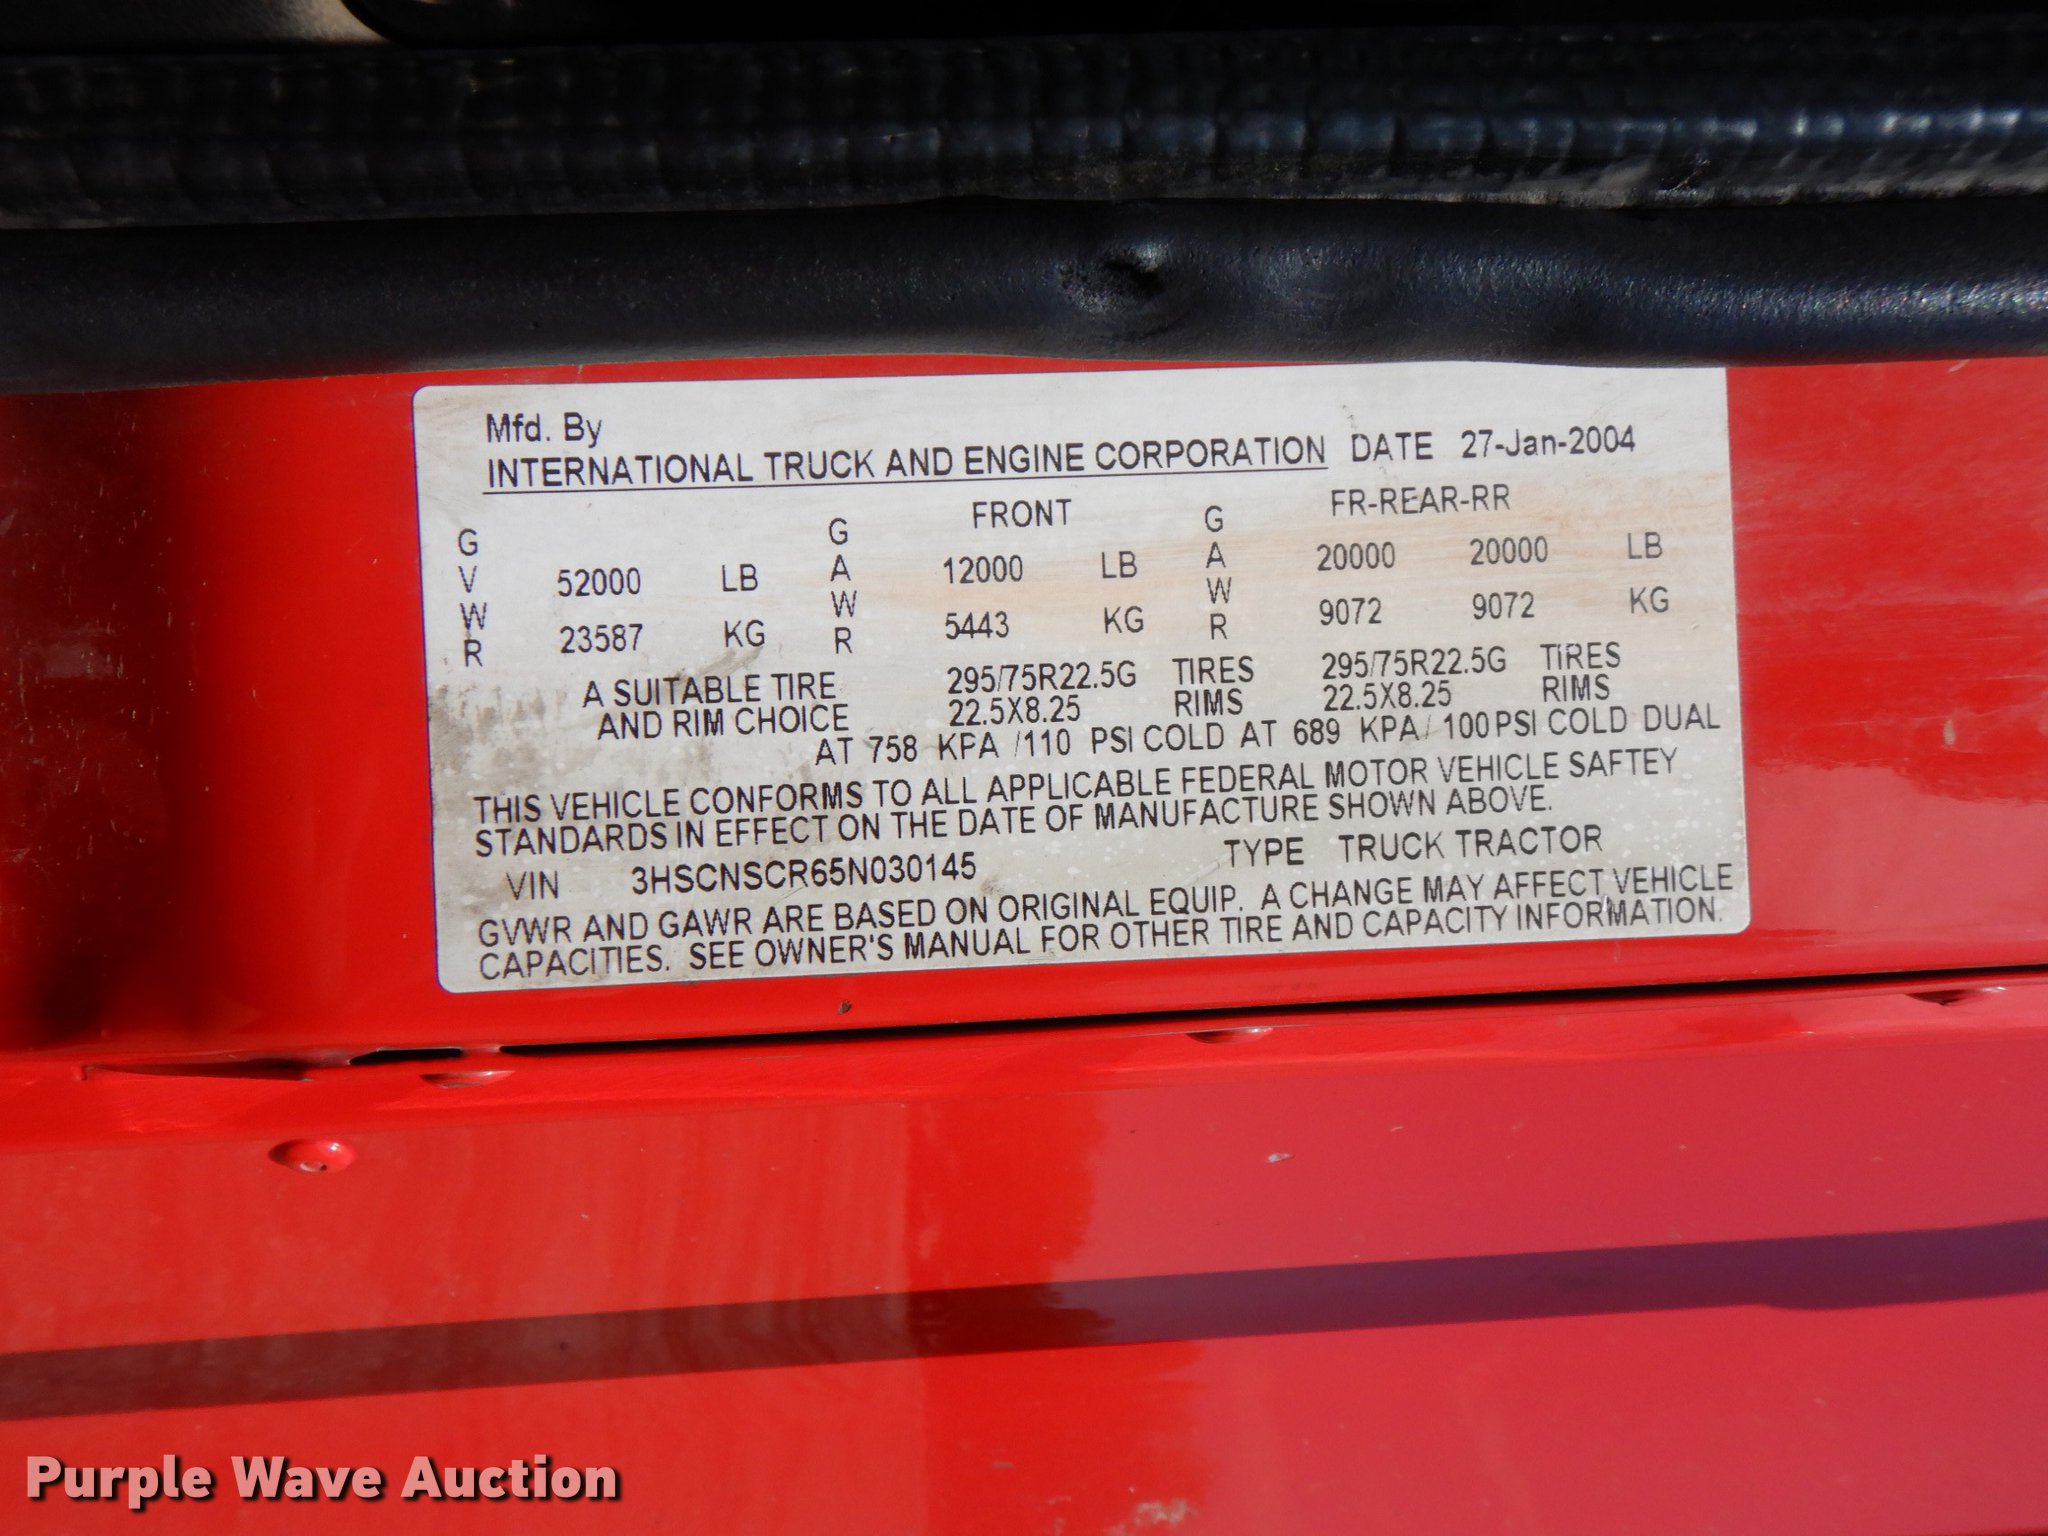 Mfd. By
INTERNATIONAL TRUCK AND ENGINE CORPORATION DATE 27-Jan-2004
FRONT FR-REAR-RR
GVWR 52000 LB GAWR 12000 LB GAWR 20000 20000 LB
23587 KG 5443 KG 9072 9072 KG
A SUITABLE TIRE 295/75R22.5G TIRES 295/75R22.5G TIRES
AND RIM CHOICE 22.5X8.25 RIMS 22.5X8.25 RIMS
AT 758 KPA /110 PSI COLD AT 689 KPA/ 100 PSI COLD DUAL
THIS VEHICLE CONFORMS TO ALL APPLICABLE FEDERAL MOTOR VEHICLE SAFTEY
STANDARDS IN EFFECT ON THE DATE OF MANUFACTURE SHOWN ABOVE.
VIN 3HSCNSCR65N030145 TYPE TRUCK TRACTOR
GVWR AND GAWR ARE BASED ON ORIGINAL EQUIP. A CHANGE MAY AFFECT VEHICLE
CAPACITIES. SEE OWNER'S MANUAL FOR OTHER TIRE AND CAPACITY INFORMATION.
Purple Wave Auction